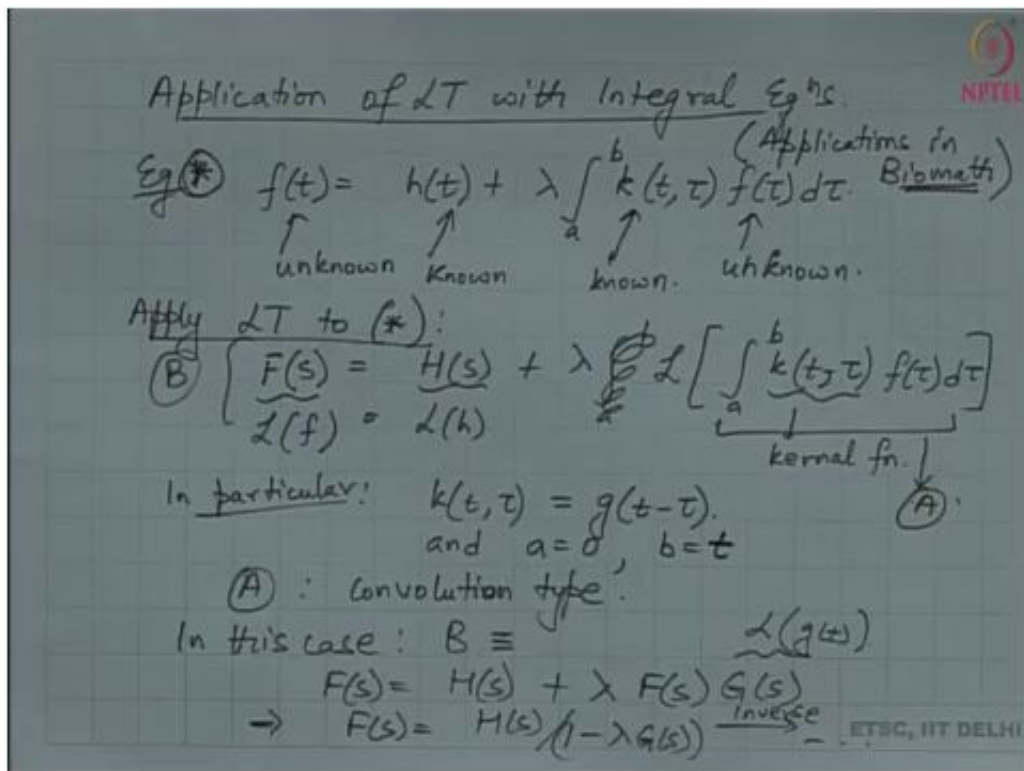 NPTEL
Application of LT with Integral Eqns.
(Applications in Biomath)
Eg (*) f(t) = h(t) + λ ∫_a^b k(t, τ) f(τ) dτ.
unknown known known. unknown.
Apply LT to (*):
(B) [ F(s) = H(s) + λ L [ ∫_a^b k(t, τ) f(τ) dτ ]
L(f) = L(h)
kernal fn. (A).
In particular: k(t, τ) = g(t-τ).
and a = 0, b = t
(A) : Convolution type.
In this case: B ≡ L(g(t))
F(s) = H(s) + λ F(s) G(s)
→ F(s) = H(s)/(1 - λG(s)) inverse → - ...
ETSC, IIT DELHI